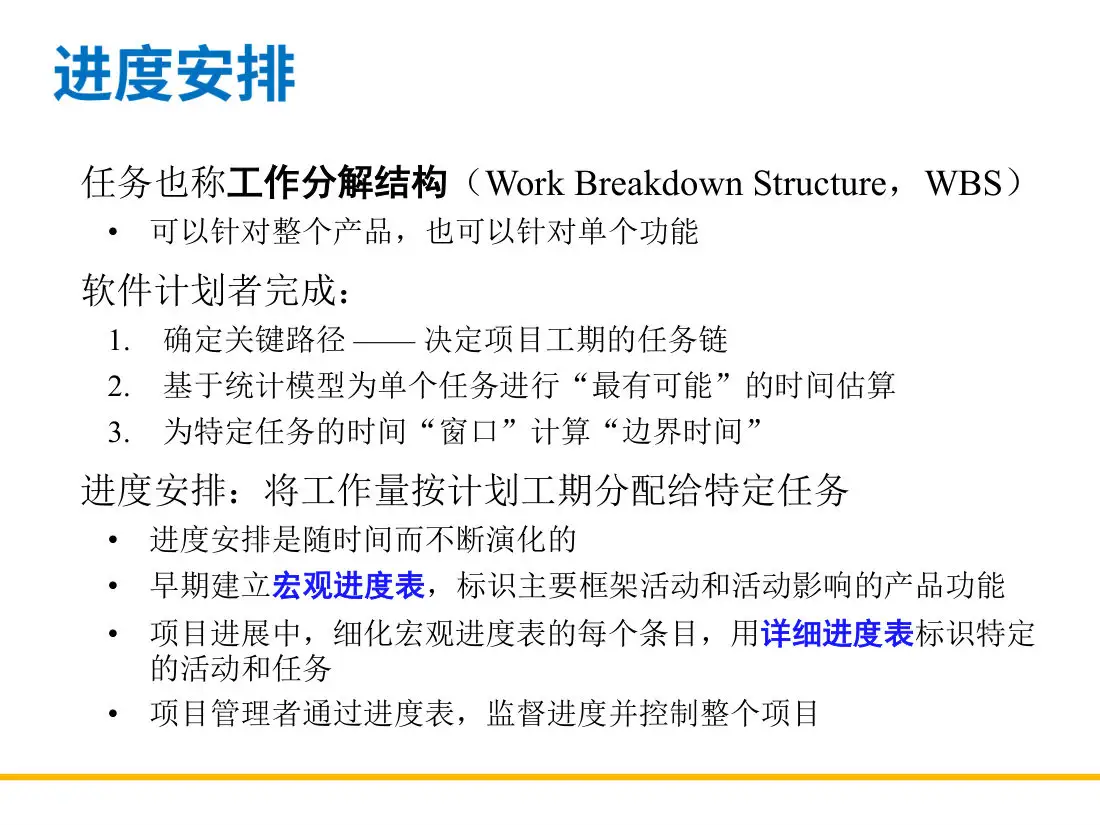 进度安排
任务也称工作分解结构（Work Breakdown Structure，WBS）
• 可以针对整个产品，也可以针对单个功能
软件计划者完成：
1. 确定关键路径 —— 决定项目工期的任务链
2. 基于统计模型为单个任务进行“最有可能”的时间估算
3. 为特定任务的时间“窗口”计算“边界时间”
进度安排：将工作量按计划工期分配给特定任务
• 进度安排是随时间而不断演化的
• 早期建立宏观进度表，标识主要框架活动和活动影响的产品功能
• 项目进展中，细化宏观进度表的每个条目，用详细进度表标识特定
的活动和任务
• 项目管理者通过进度表，监督进度并控制整个项目